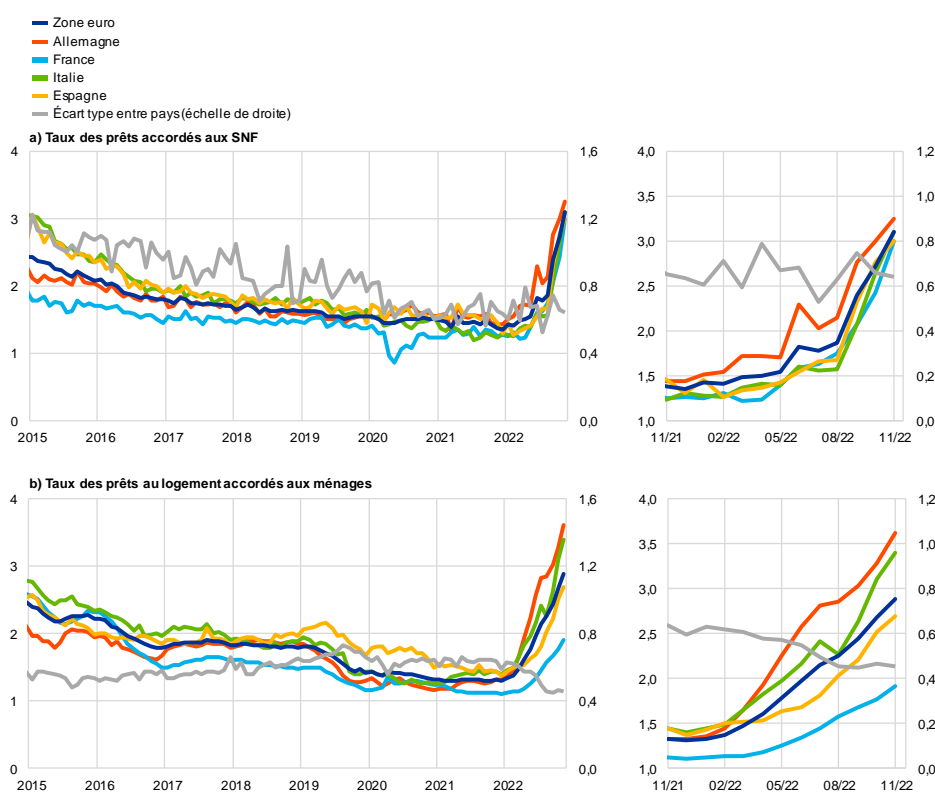 Zone euro
Allemagne
France
Italie
Espagne
Écart type entre pays (échelle de droite)
a) Taux des prêts accordés aux SNF
4 1,6 4,0 1,2
3,5 1,0
3 1,2 3,0 0,8
2 0,8 2,5 0,6
2,0 0,4
1 0,4 1,5 0,2
0 0,0 1,0 0,0
2015 2016 2017 2018 2019 2020 2021 2022 11/21 02/22 05/22 08/22 11/22
b) Taux des prêts au logement accordés aux ménages
4 1,6 4,0 1,2
3,5 1,0
3 1,2 3,0 0,8
2 0,8 2,5 0,6
2,0 0,4
1 0,4 1,5 0,2
0 0,0 1,0 0,0
2015 2016 2017 2018 2019 2020 2021 2022 11/21 02/22 05/22 08/22 11/22